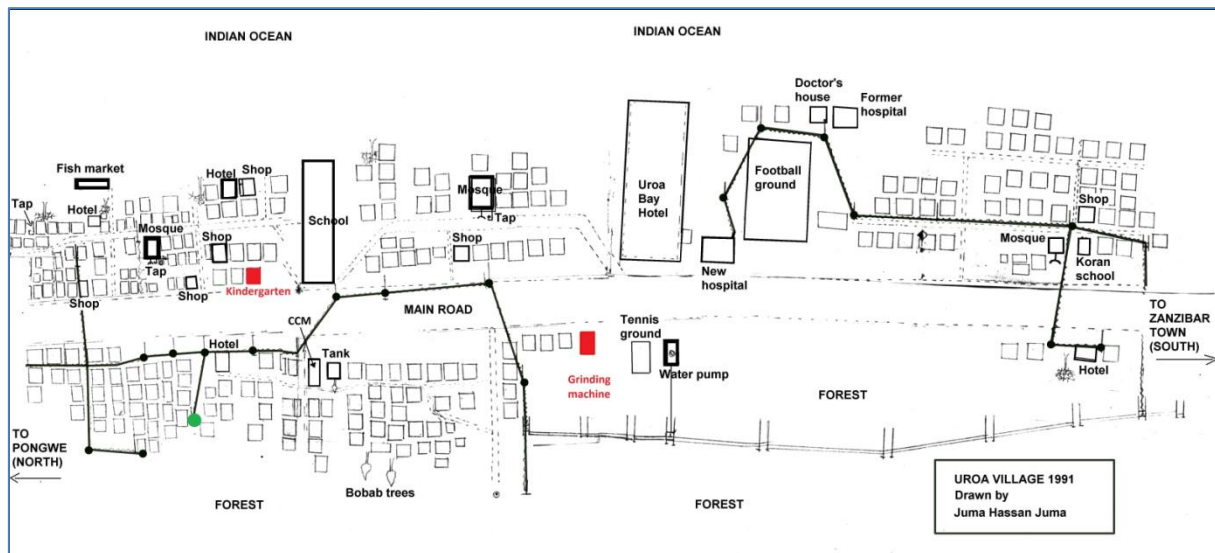 INDIAN OCEAN
INDIAN OCEAN
Doctor's
house
Former
hospital
Fish market
Hotel
Shop
Tap
Hotel
Mosque
Tap
Shop
Shop
Shop
Kindergarten
School
Mosque
Tap
Shop
Uroa
Bay
Hotel
Football
ground
New
hospital
Shop
Mosque
Koran
school
MAIN ROAD
CCM
Hotel
Tank
Tennis
ground
Water pump
Grinding
machine
Hotel
TO
ZANZIBAR
TOWN
(SOUTH)
FOREST
TO
PONGWE
(NORTH)
Bobab trees
FOREST
FOREST
UROA VILLAGE 1991
Drawn by
Juma Hassan Juma